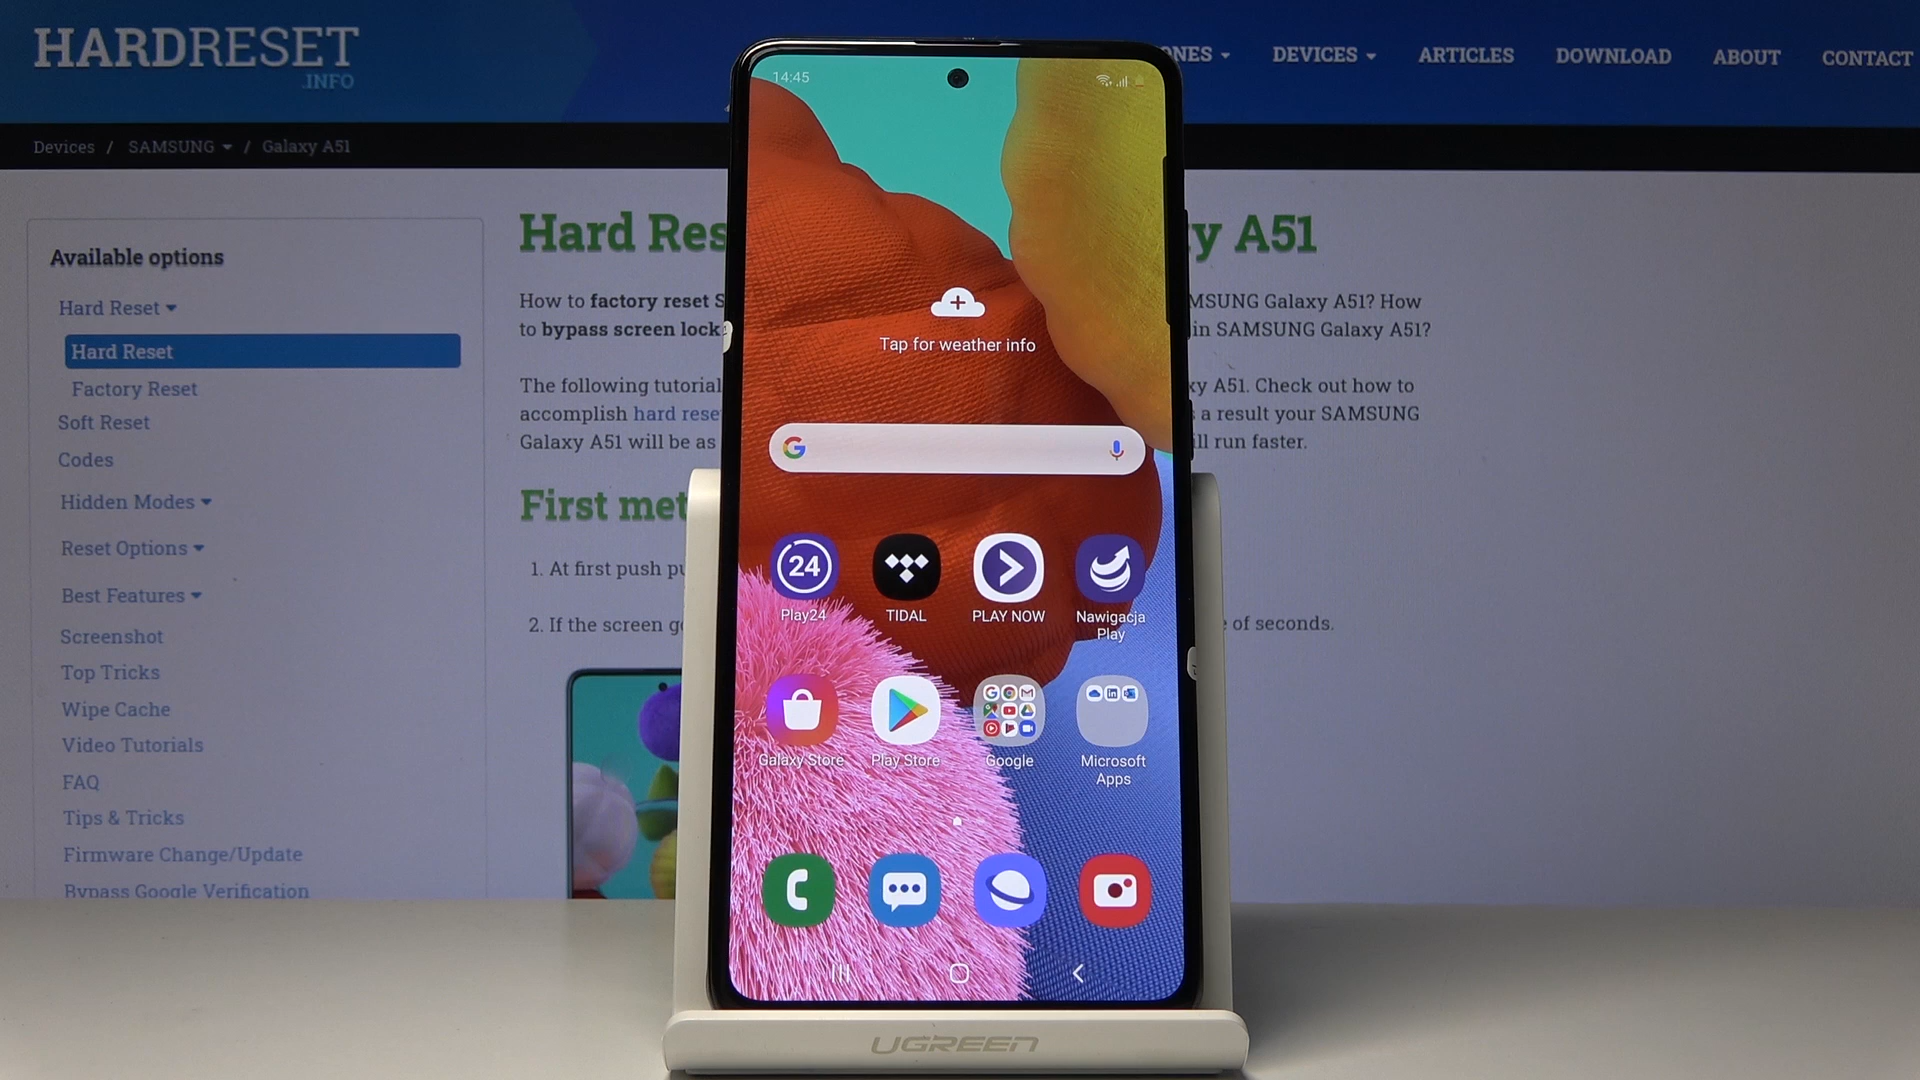 HARDRESET
.INFO
ONES DEVICES ARTICLES DOWNLOAD ABOUT CONTACT
Devices / SAMSUNG / Galaxy A51
Available options
Hard Reset
Hard Reset
Factory Reset
Soft Reset
Codes
Hidden Modes
Reset Options
Best Features
Screenshot
Top Tricks
Wipe Cache
Video Tutorials
FAQ
Tips & Tricks
Firmware Change/Update
Bypass Google Verification
Hard Res y A51
How to factory reset S MSUNG Galaxy A51? How
to bypass screen lock in SAMSUNG Galaxy A51?
The following tutorial xy A51. Check out how to
accomplish hard rese a result your SAMSUNG
Galaxy A51 will be as ll run faster.
First met
1. At first push pu
2. If the screen go e of seconds.
14:45
Tap for weather info
G
24
Play24
TIDAL
PLAY NOW
Nawigacja
Play
Galaxy Store
Play Store
Google
Microsoft
Apps
UGREEN